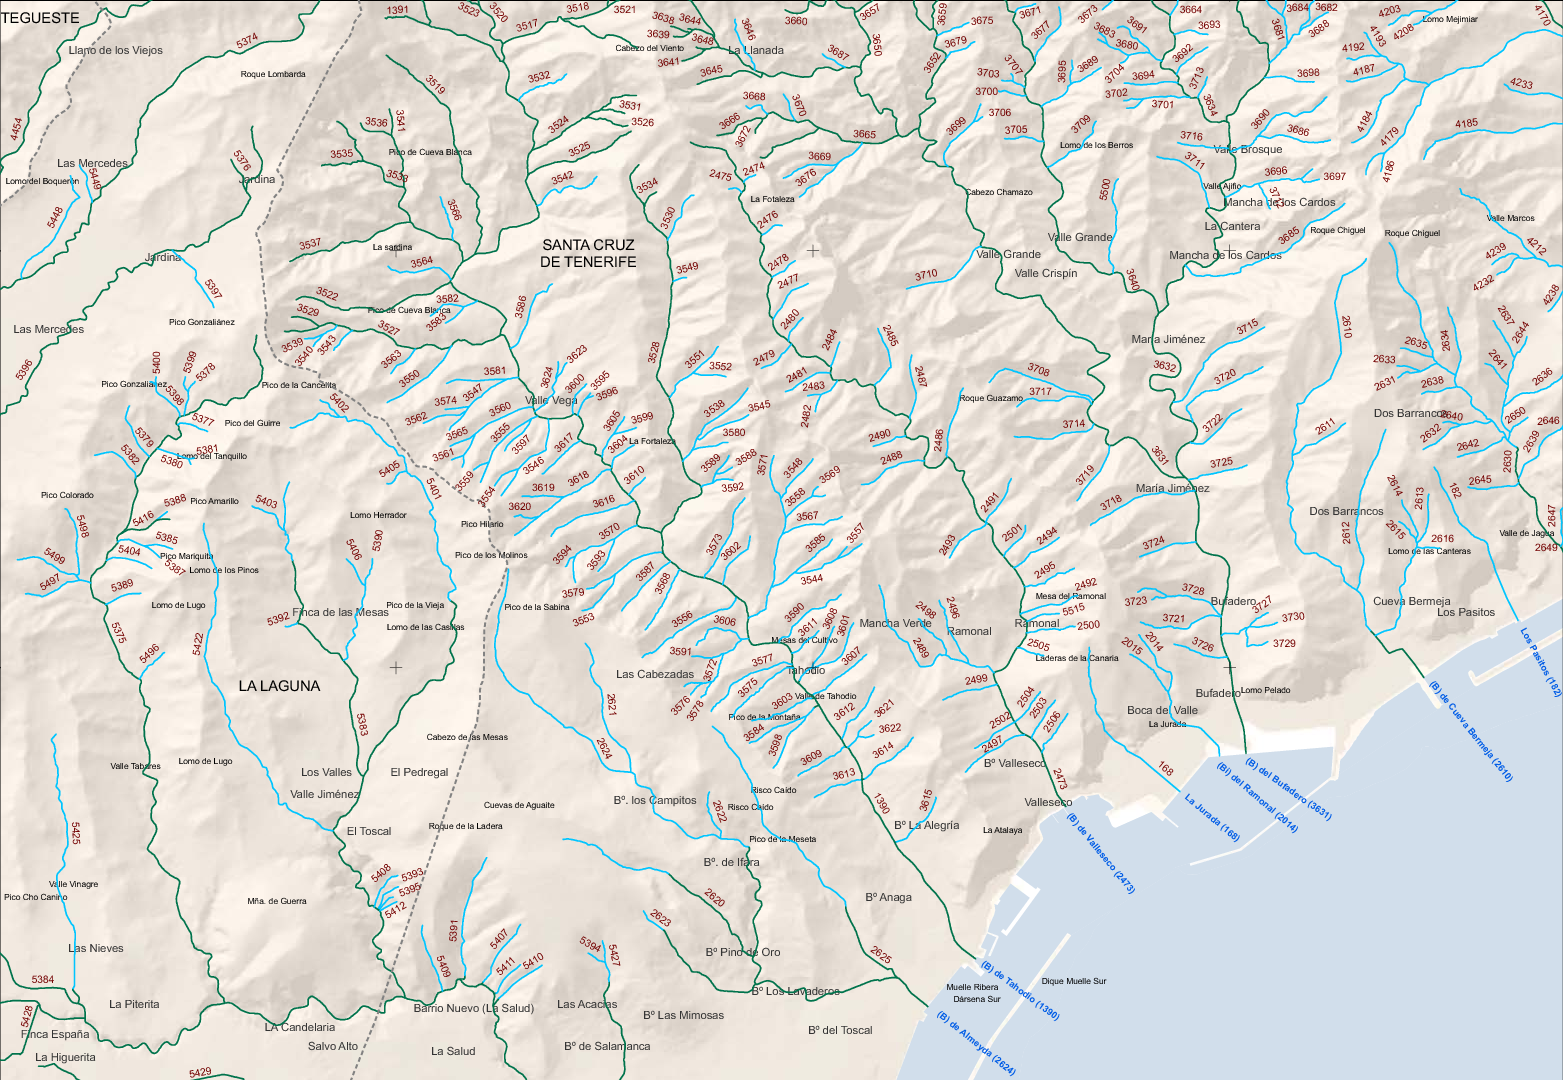 TEGUESTE
1391
3523
3520
3517
3518
3521
3638
3644
3660
3657
3659
3675
3671
3673
3664
3684
3682
4203
Lomo Mejimiar
4170
Llano de los Viejos
5374
3639
3648
3646
3650
3677
3683
3691
3693
3681
3688
4193
4208
Cabezo del Viento
La Llanada
3687
3679
3680
3692
4192
Roque Lombarda
3519
3532
3641
3645
3652
3703
3707
3695
3689
3704
3694
3713
3698
4187
4233
3668
3670
3700
3702
3701
3634
4454
3536
3541
3524
3531
3526
3666
3672
3665
3699
3706
3705
3709
3716
3690
3686
4184
4179
4185
Las Mercedes
5376
3535
Pico de Cueva Blanca
3525
3669
Lomo de los Berros
Valle Brosque
3711
Lomo del Boquerón
5449
Jardina
3538
3542
3534
2475
2474
3676
5500
3696
3697
4186
Valle Ajiño
Cabezo Chamazo
La Fotaleza
Mancha de los Cardos
5448
3566
3530
2476
Valle Marcos
La Cantera
3685
Roque Chiguel
Roque Chiguel
3537
La sardina
SANTA CRUZ
DE TENERIFE
Valle Grande
4239
4212
Jardina
3564
3549
2478
2477
3710
Valle Grande
Valle Crispín
3640
Mancha de los Cardos
4232
4238
5397
3522
3582
3529
Pico de Cueva Blanca
3583
3586
2480
2610
2637
2644
Las Mercedes
Pico Gonzaliánez
3527
2484
2485
María Jiménez
3715
2635
2634
3539
3540
3543
3563
3623
3528
3551
3552
2479
5396
5400
5399
5378
3550
3581
3624
3600
3595
3596
2481
2483
2487
3708
3632
3720
2633
2641
2636
Pico Gonzaliánez
5398
Pico de la Cancelita
2631
2638
5402
3574
3547
Valle Vega
3538
3545
2482
Roque Guazamo
3717
Dos Barrancos
2640
2650
2646
5377
Pico del Guirre
3562
3560
3605
3599
3714
3722
2611
2632
5379
3565
3555
3597
3617
3604
La Fortaleza
3580
2490
2486
2642
2639
5382
5381
Lomo del Tanquillo
5380
3561
3546
3589
3588
3571
3548
2488
3631
3725
2630
5405
3559
3618
3610
3569
3719
Pico Colorado
5388
Pico Amarillo
5403
5401
3554
3619
3592
3558
2491
María Jiménez
2614
2613
182
2645
5416
Lomo Herrador
3620
3616
3567
3718
Dos Barrancos
5498
Pico Hilario
3570
2501
2494
2612
2615
2647
5385
5406
5390
3585
3557
2493
3724
2616
Valle de Jagua
5499
5404
Pico Mariquita
Pico de los Molinos
3594
3593
3573
3602
Lomo de las Canteras
2649
5387
Lomo de los Pinos
5497
5389
3579
3587
3568
3544
2495
2492
3728
Lomo de Lugo
Finca de las Mesas
Pico de la Vieja
Pico de la Sabina
Mesa del Ramonal
3723
Bufadero
3727
Cueva Bermeja
Los Pasitos
5392
3553
3556
3606
3590
3608
2498
2496
5515
3721
3730
5375
5422
Lomo de las Casillas
3611
3601
Mancha Verde
Ramonal
Ramonal
2500
Mesas del Cultivo
5496
3591
3577
3607
2489
2505
2015
2014
3726
3729
Las Cabezadas
3572
Tahodio
Laderas de la Canaria
Los Pasitos (182)
LA LAGUNA
3575
2499
Bufadero
Lomo Pelado
3576
3578
3603
Valle de Tahodio
2621
3612
3621
2504
2503
2506
Boca del Valle
Pico de la Montaña
5383
3584
3622
2502
La Jurada
Cabezo de las Mesas
2624
3598
3614
2497
(B) de Cueva Bermeja (2610)
Valle Tabares
Lomo de Lugo
Los Valles
El Pedregal
3609
3613
Bº Valleseco
2473
168
Valle Jiménez
Risco Caído
(B) del Bufadero (3631)
Cuevas de Aguaite
Bº. los Campitos
2622
Risco Caído
1390
3615
Valleseco
(Bi) del Ramonal (2014)
La Jurada (168)
5425
El Toscal
Roque de la Ladera
Bº La Alegría
La Atalaya
Pico de la Meseta
(B) de Valleseco (2473)
5408
5393
Bº. de Ifara
Valle Vinagre
5395
Pico Cho Canino
Mña. de Guerra
5412
2620
Bº Anaga
5391
2623
Las Nieves
5407
5394
5427
Bº Pino de Oro
2625
5409
5411
5410
5384
Muelle Ribera
Dique Muelle Sur
(B) de Tahodio (1390)
La Piterita
Barrio Nuevo (La Salud)
Las Acacias
Bº Los Lavaderos
Dársena Sur
5428
LA Candelaria
Bº Las Mimosas
Bº del Toscal
Finca España
Salvo Alto
La Salud
Bº de Salamanca
(B) de Almeyda (2624)
La Higuerita
5429